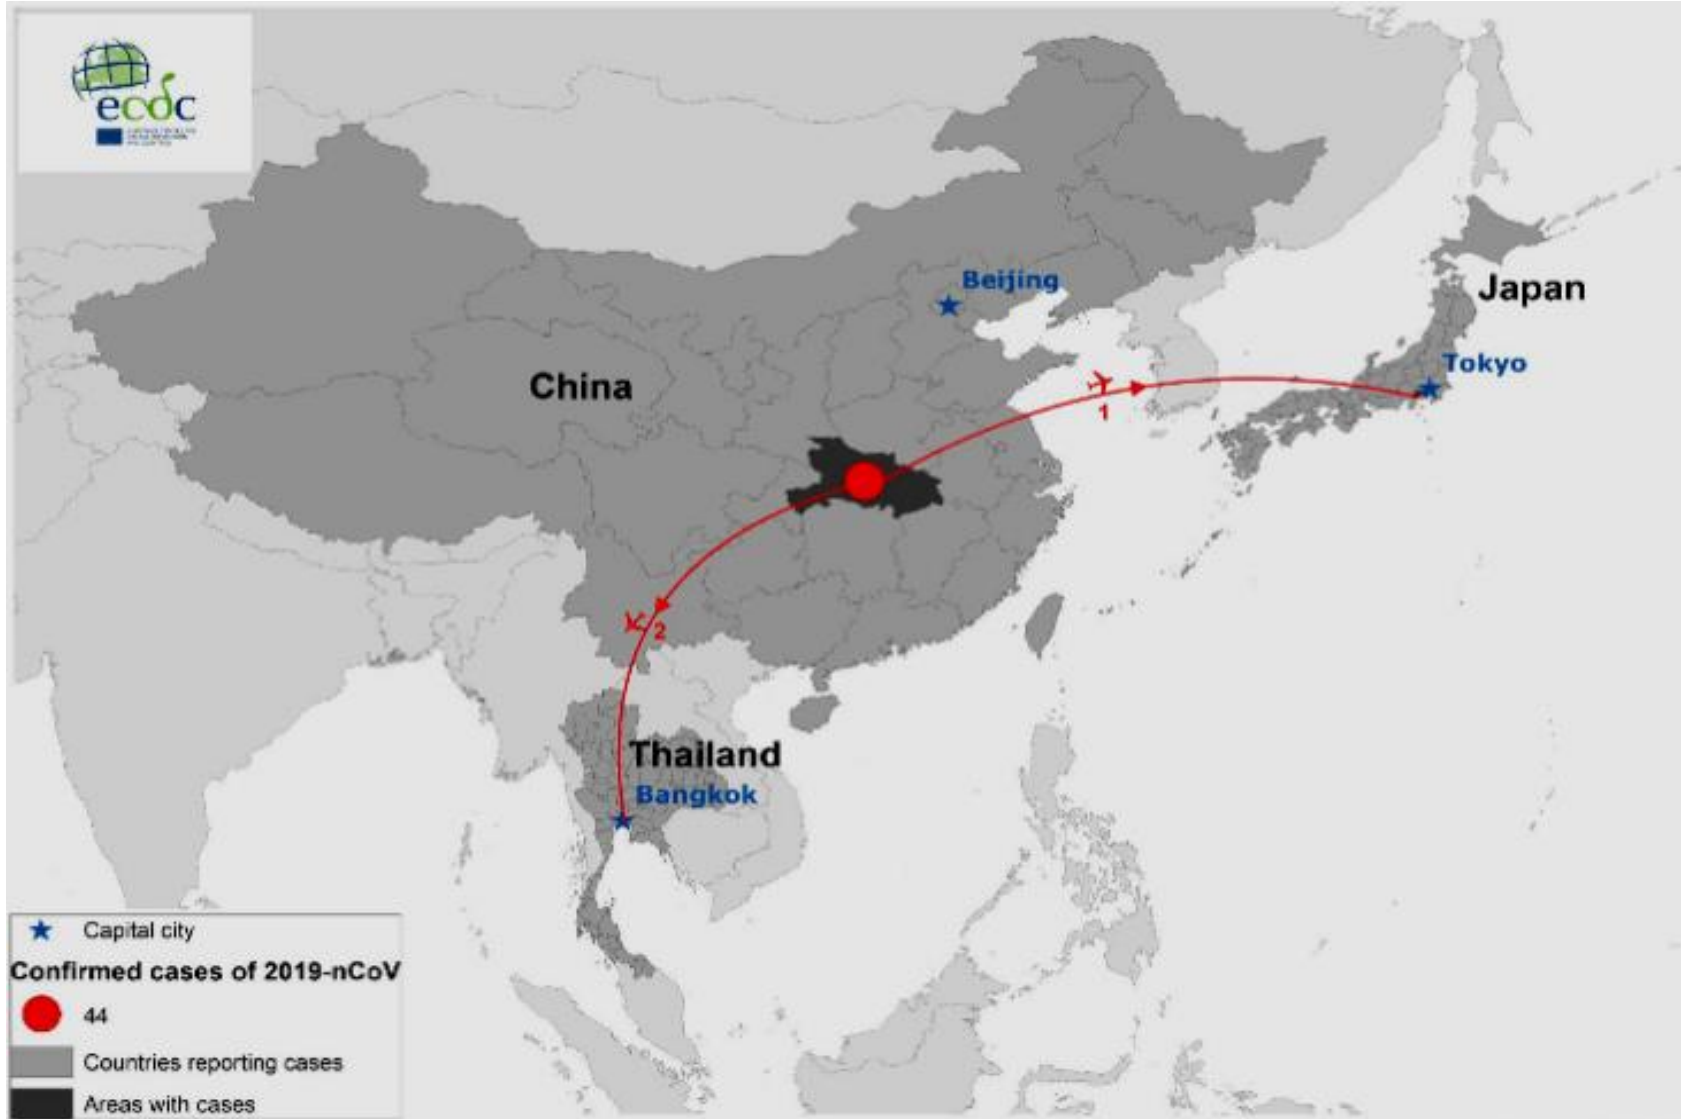 ecdc
Beijing
Japan
Tokyo
China
1
2
Thailand
Bangkok
Capital city
Confirmed cases of 2019-nCoV
44
Countries reporting cases
Areas with cases